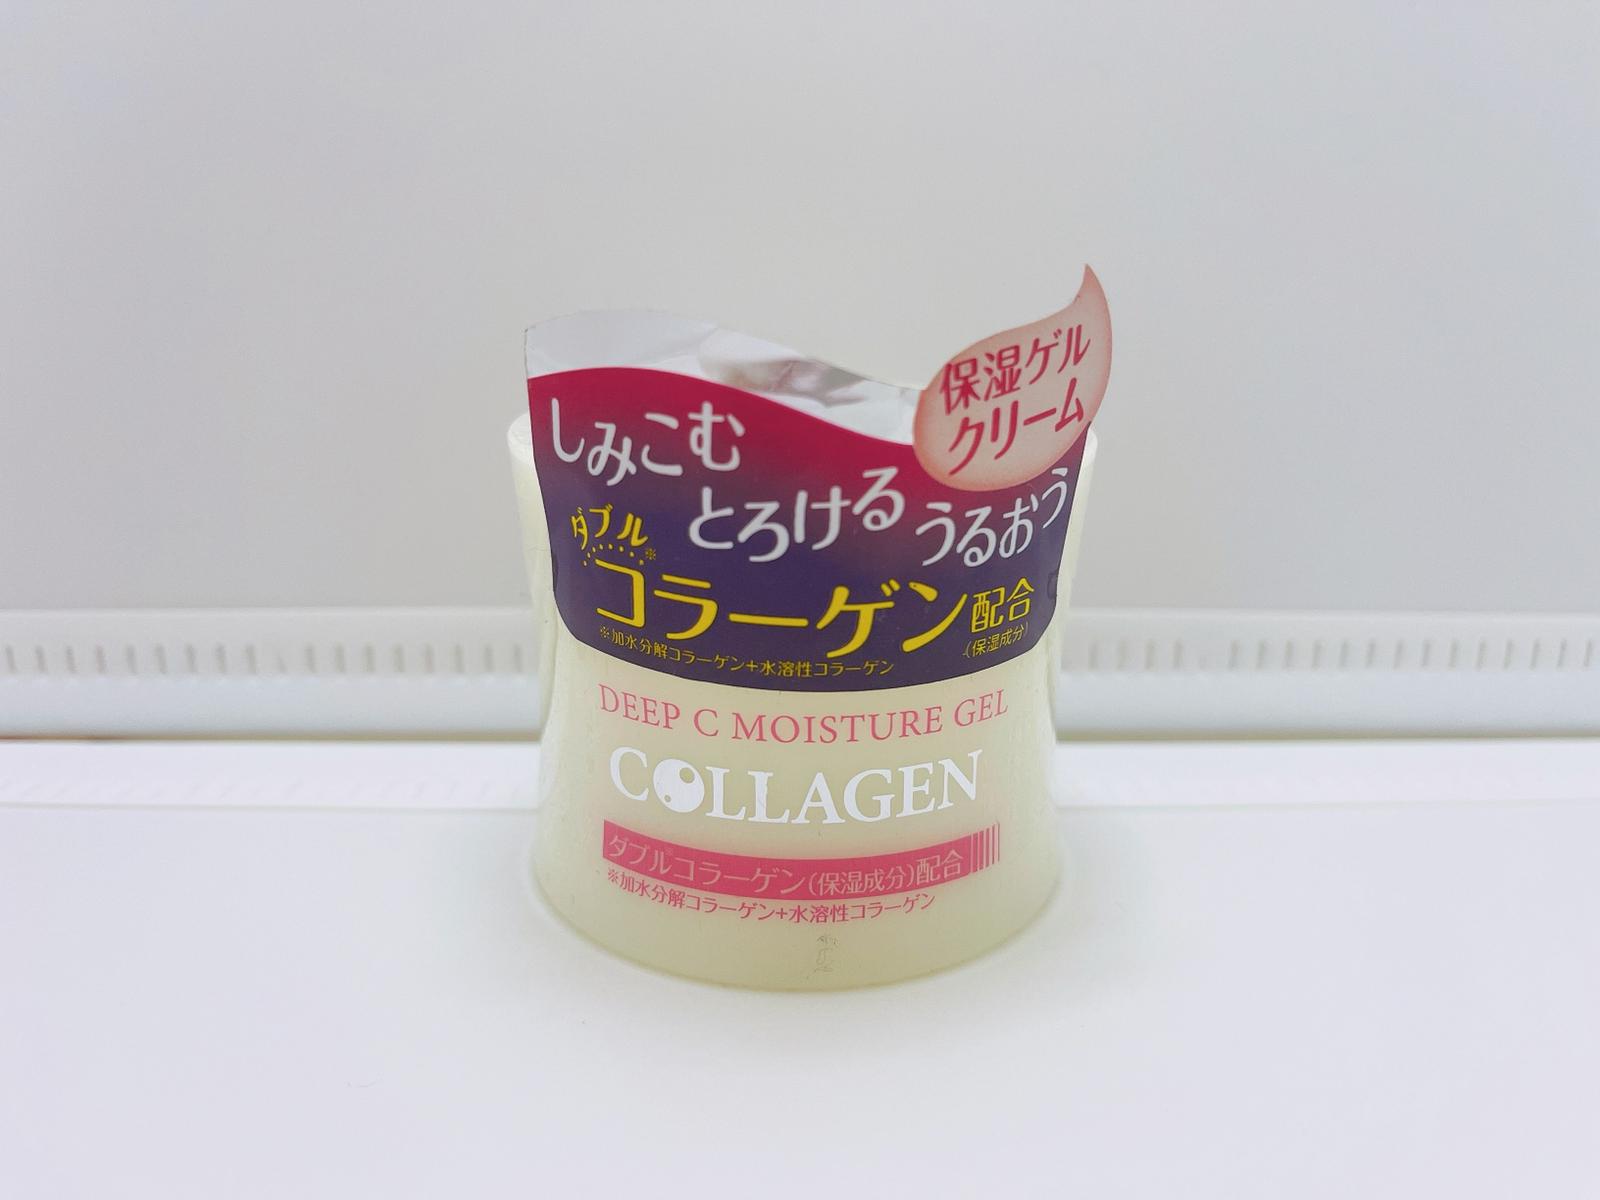 保湿ゲル
クリーム
しみこむ
とろける
うるおう
ダブル※
コラーゲン配合
(保湿成分)
※加水分解コラーゲン+水溶性コラーゲン
DEEP C MOISTURE GEL
COLLAGEN
ダブル※コラーゲン(保湿成分)配合
※加水分解コラーゲン+水溶性コラーゲン